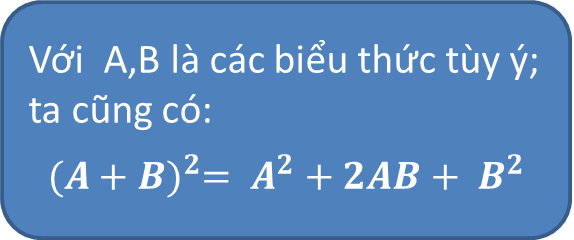 Với A,B là các biểu thức tùy ý;
ta cũng có:
(A + B)²= A² + 2AB + B²